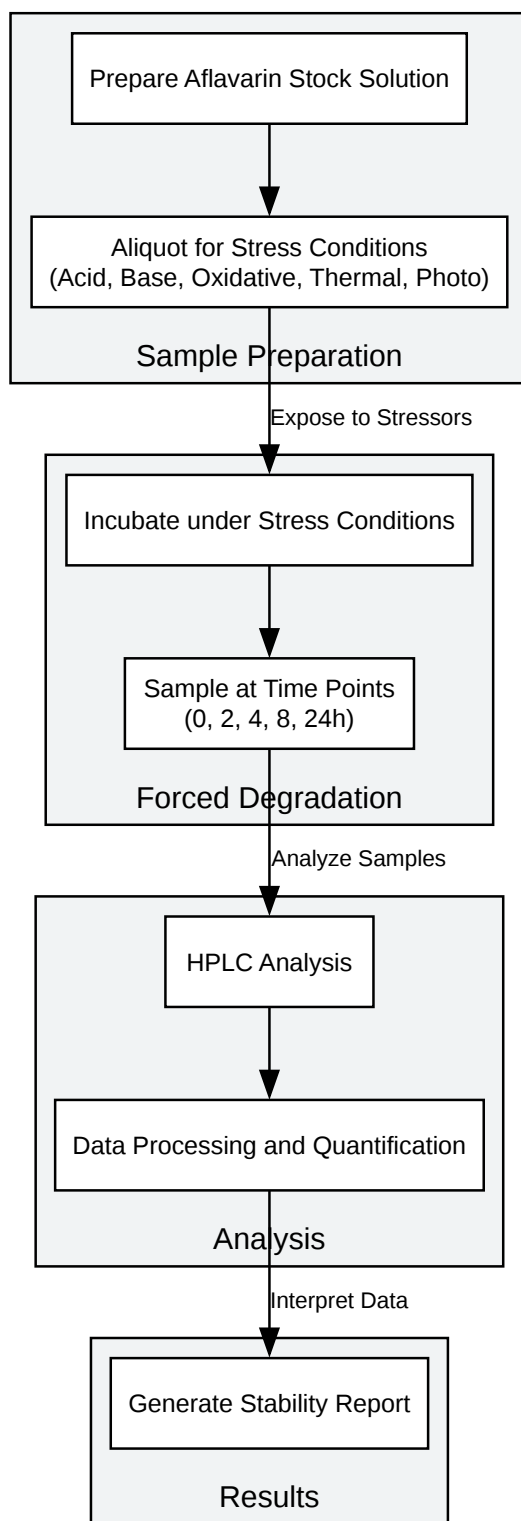 Prepare Aflavarin Stock Solution
Aliquot for Stress Conditions
(Acid, Base, Oxidative, Thermal, Photo)
Sample Preparation
Expose to Stressors
Incubate under Stress Conditions
Sample at Time Points
(0, 2, 4, 8, 24h)
Forced Degradation
Analyze Samples
HPLC Analysis
Data Processing and Quantification
Analysis
Interpret Data
Generate Stability Report
Results